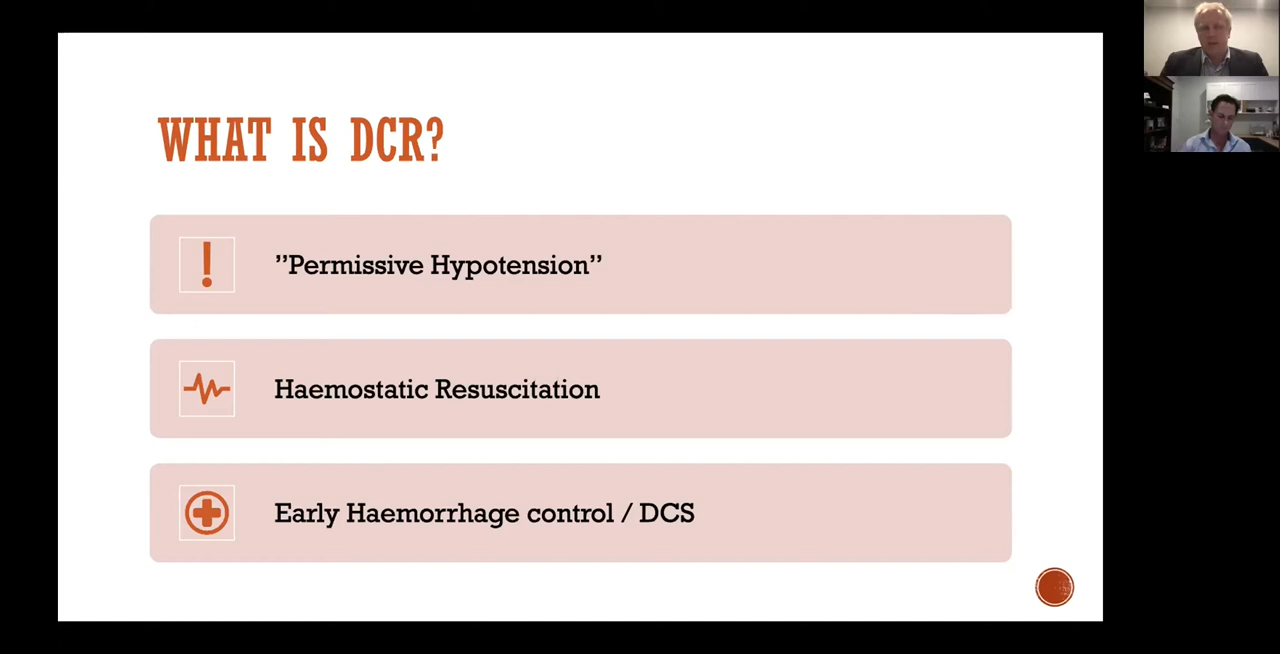 WHAT IS DCR?
”Permissive Hypotension”
Haemostatic Resuscitation
Early Haemorrhage control / DCS